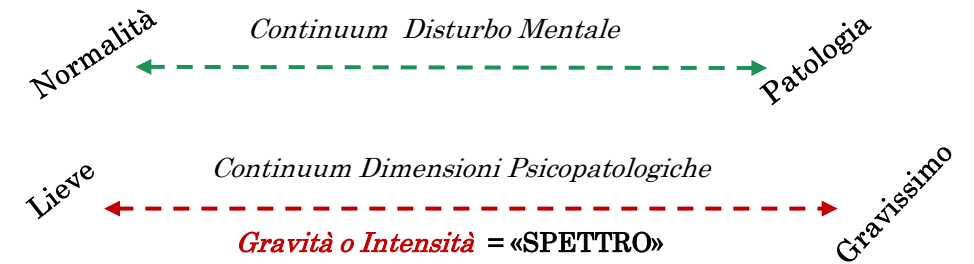 Normalità
Continuum Disturbo Mentale
Patologia
Lieve
Continuum Dimensioni Psicopatologiche
Gravissimo
Gravità o Intensità = «SPETTRO»